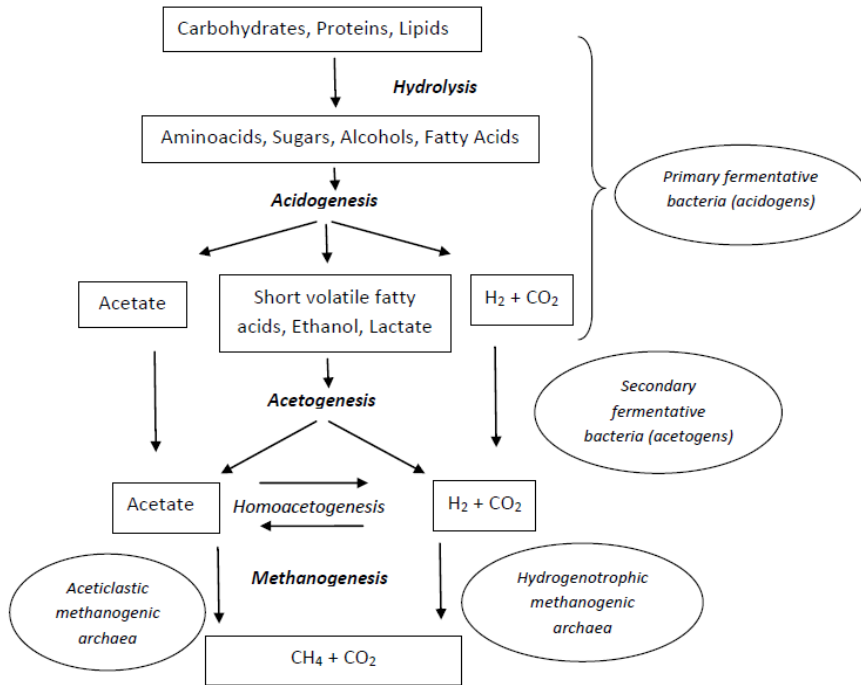 Carbohydrates, Proteins, Lipids
Hydrolysis
Aminoacids, Sugars, Alcohols, Fatty Acids
Primary fermentative
bacteria (acidogens)
Acidogenesis
Acetate
Short volatile fatty
acids, Ethanol, Lactate
H₂ + CO₂
Secondary
fermentative
bacteria (acetogens)
Acetogenesis
Acetate
Homoacetogenesis
H₂ + CO₂
Methanogenesis
Aceticlastic
methanogenic
archaea
Hydrogenotrophic
methanogenic
archaea
CH₄ + CO₂